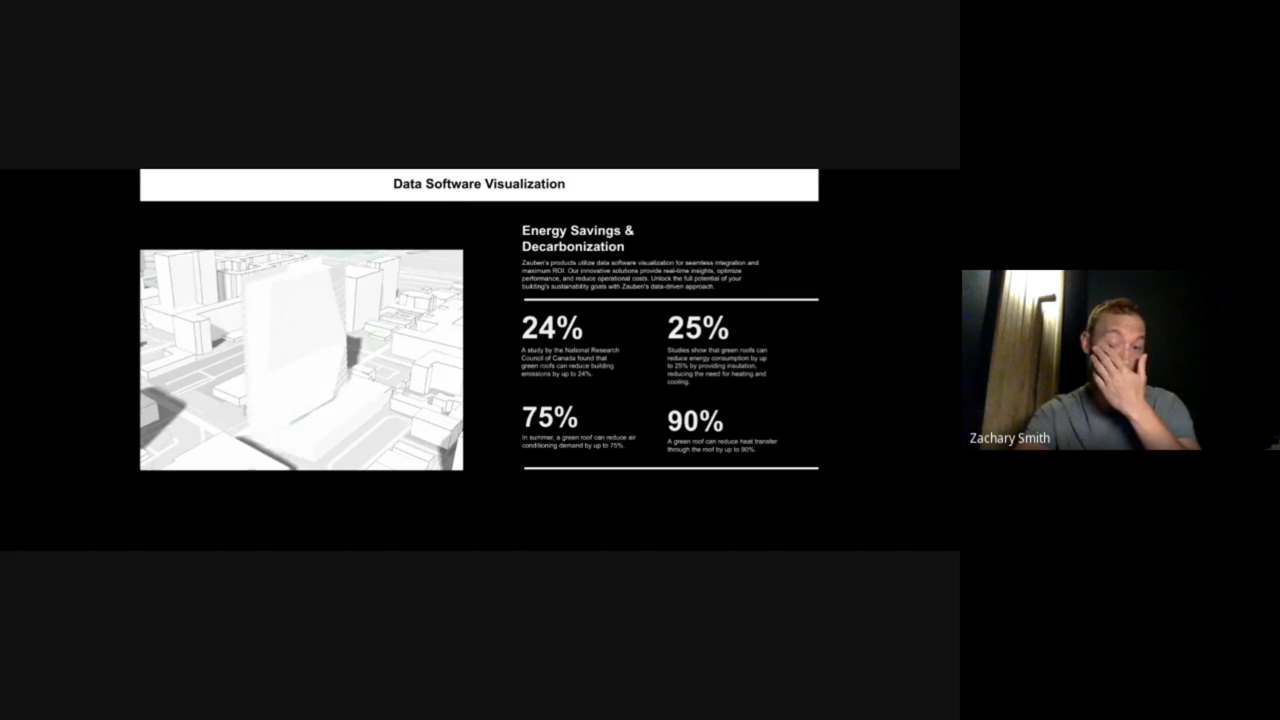 Data Software Visualization
Energy Savings &
Decarbonization
Zauben's products utilize data software visualization for seamless integration and
maximum ROI. Our innovative solutions provide real-time insights, optimize
performance, and reduce operational costs. Unlock the full potential of your
building's sustainability goals with Zauben's data-driven approach.
24%
A study by the National Research
Council of Canada found that
green roofs can reduce building
emissions by up to 24%.
25%
Studies show that green roofs can
reduce energy consumption by up
to 25% by providing insulation,
reducing the need for heating and
cooling.
75%
In summer, a green roof can reduce air
conditioning demand by up to 75%.
90%
A green roof can reduce heat transfer
through the roof by up to 90%.
Zachary Smith